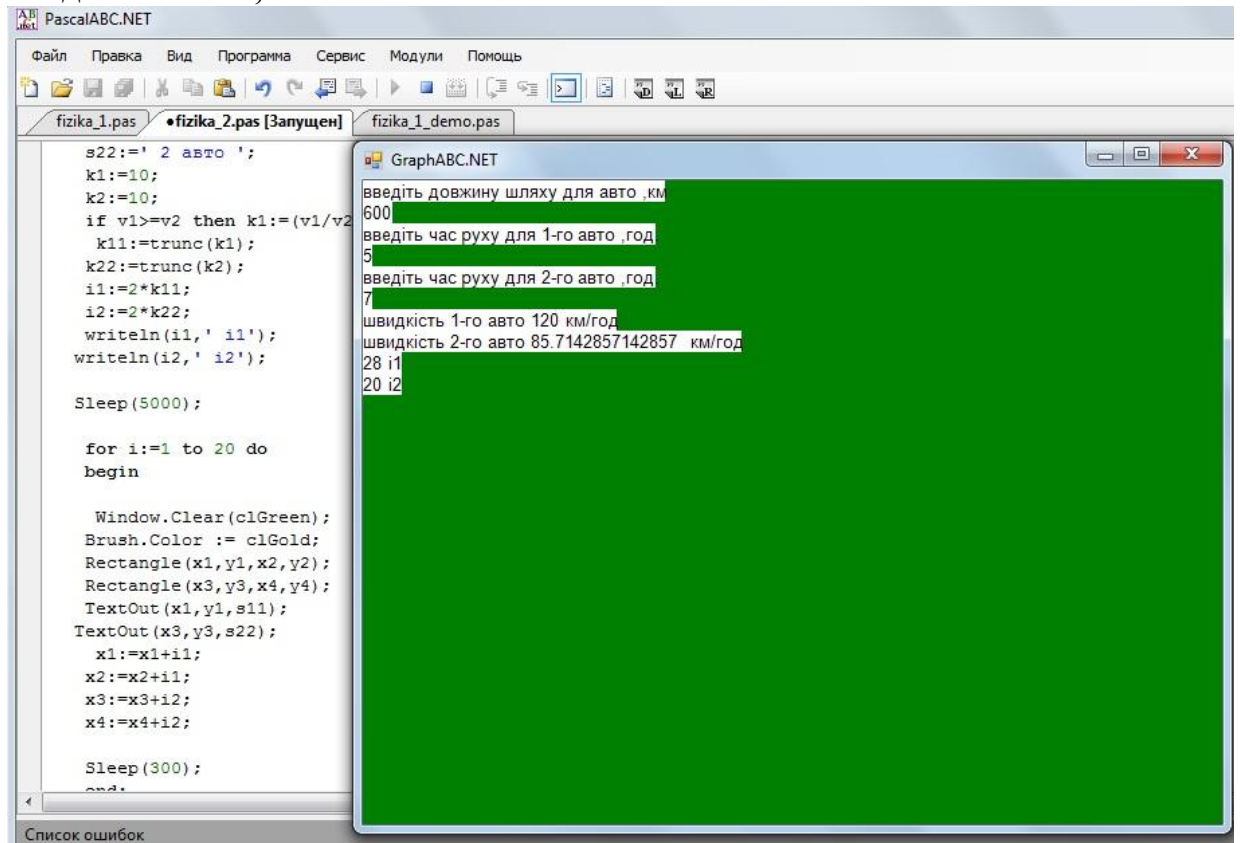 PascalABC.NET
Файл Правка Вид Программа Сервис Модули Помощь
fizika_1.pas •fizika_2.pas [Запущен] fizika_1_demo.pas
s22:=' 2 авто ';
k1:=10;
k2:=10;
if v1>=v2 then k1:=(v1/v2
k11:=trunc(k1);
k22:=trunc(k2);
i1:=2*k11;
i2:=2*k22;
writeln(i1,' i1');
writeln(i2,' i2');
Sleep(5000);
for i:=1 to 20 do
begin
Window.Clear(clGreen);
Brush.Color := clGold;
Rectangle(x1,y1,x2,y2);
Rectangle(x3,y3,x4,y4);
TextOut(x1,y1,s11);
TextOut(x3,y3,s22);
x1:=x1+i1;
x2:=x2+i1;
x3:=x3+i2;
x4:=x4+i2;
Sleep(300);
end;
Список ошибок
GraphABC.NET
введіть довжину шляху для авто ,км
600
введіть час руху для 1-го авто ,год
5
введіть час руху для 2-го авто ,год
7
швидкість 1-го авто 120 км/год
швидкість 2-го авто 85.7142857142857 км/год
28 i1
20 i2